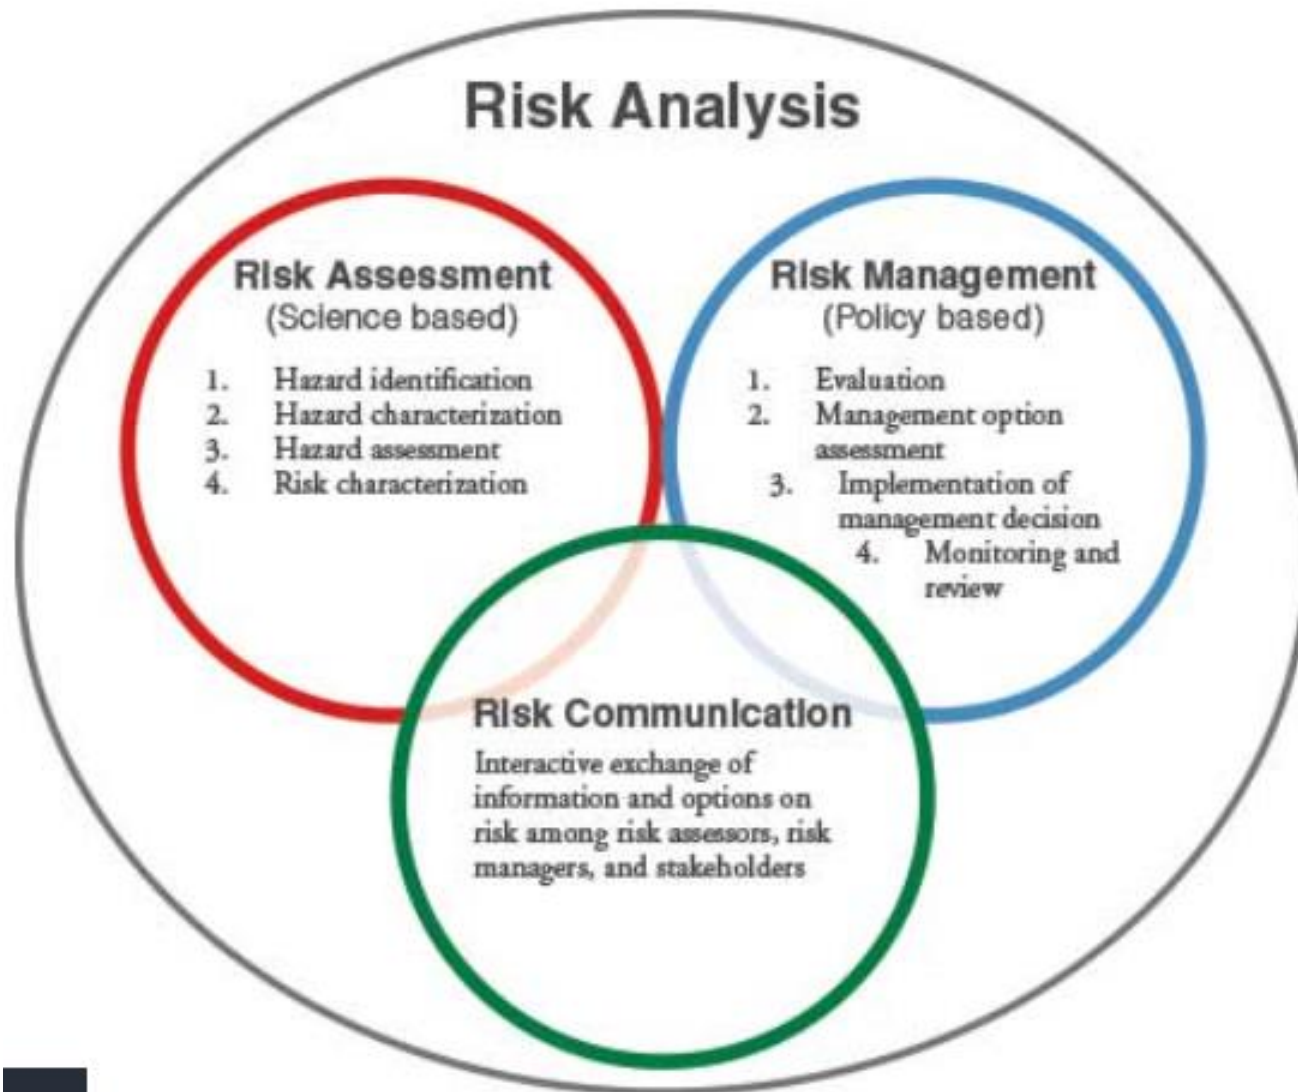 Risk Analysis
Risk Assessment
(Science based)
1. Hazard identification
2. Hazard characterization
3. Hazard assessment
4. Risk characterization
Risk Management
(Policy based)
1. Evaluation
2. Management option
assessment
3. Implementation of
management decision
4. Monitoring and
review
Risk Communication
Interactive exchange of
information and options on
risk among risk assessors, risk
managers, and stakeholders